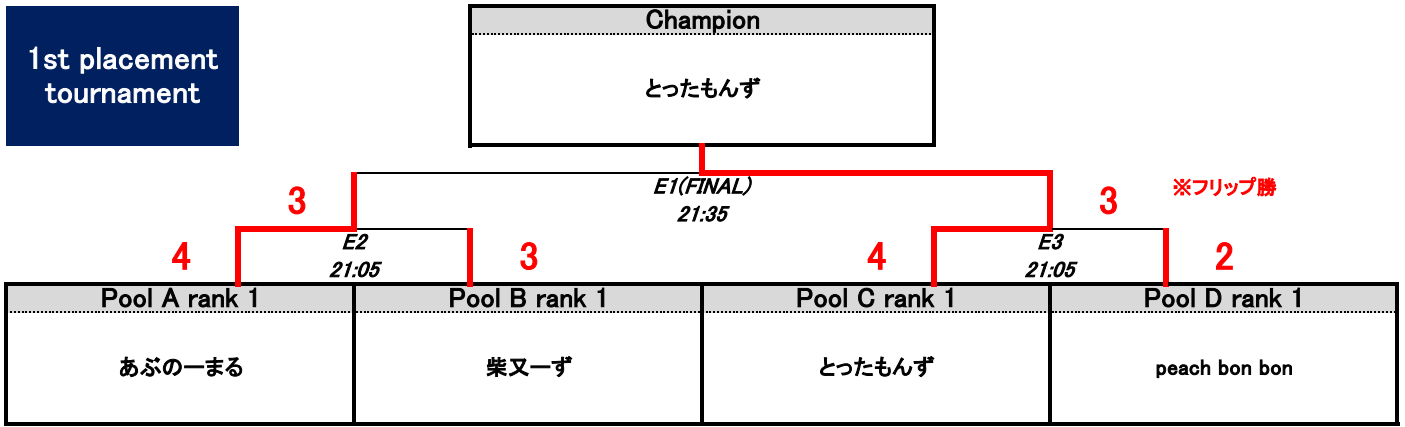 1st placement
tournament
Champion
とったもんず
E1(FINAL)
21:35
3
3
※フリップ勝
E2
21:05
E3
21:05
4
3
4
2
Pool A rank 1
Pool B rank 1
Pool C rank 1
Pool D rank 1
あぶのーまる
柴又ーず
とったもんず
peach bon bon